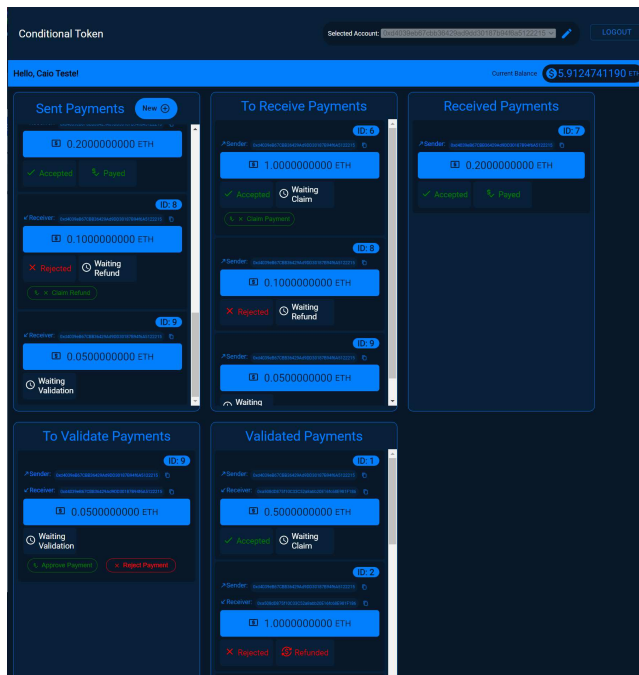 Conditional Token
Selected Account:
LOGOUT
Hello, Caio Teste!
Current Balance
5.9124741190 ETH
Sent Payments
New
0.2000000000 ETH
Accepted
Payed
ID: 8
Receiver:
0.1000000000 ETH
Rejected
Waiting
Refund
Claim Refund
ID: 9
Receiver:
0.0500000000 ETH
Waiting
Validation
To Receive Payments
ID: 6
Sender:
1.0000000000 ETH
Accepted
Waiting
Claim
Claim Payment
ID: 8
Sender:
0.1000000000 ETH
Rejected
Waiting
Refund
ID: 9
Sender:
0.0500000000 ETH
Waiting
Received Payments
ID: 7
Sender:
0.2000000000 ETH
Accepted
Payed
To Validate Payments
ID: 9
Sender:
Receiver:
0.0500000000 ETH
Waiting
Validation
Approve Payment
Reject Payment
Validated Payments
ID: 1
Sender:
Receiver:
0.5000000000 ETH
Accepted
Waiting
Claim
ID: 2
Sender:
Receiver:
1.0000000000 ETH
Rejected
Refunded